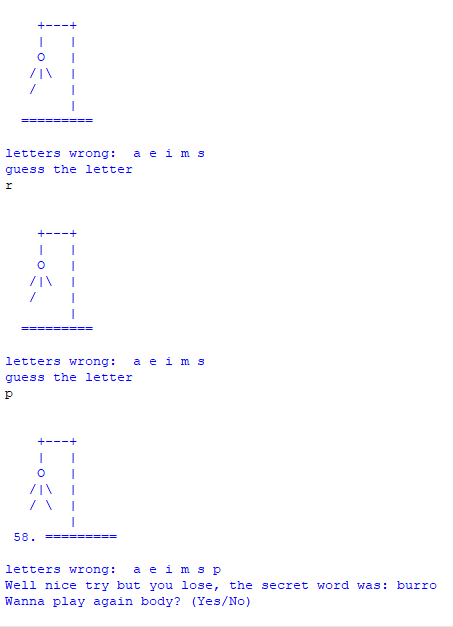 +---+
|   |
O   |
/|\  |
/    |
|
=========
letters wrong:  a e i m s
guess the letter
r
+---+
|   |
O   |
/|\  |
/    |
|
=========
letters wrong:  a e i m s
guess the letter
p
+---+
|   |
O   |
/|\  |
/ \  |
|
58. =========
letters wrong:  a e i m s p
Well nice try but you lose, the secret word was: burro
Wanna play again body? (Yes/No)